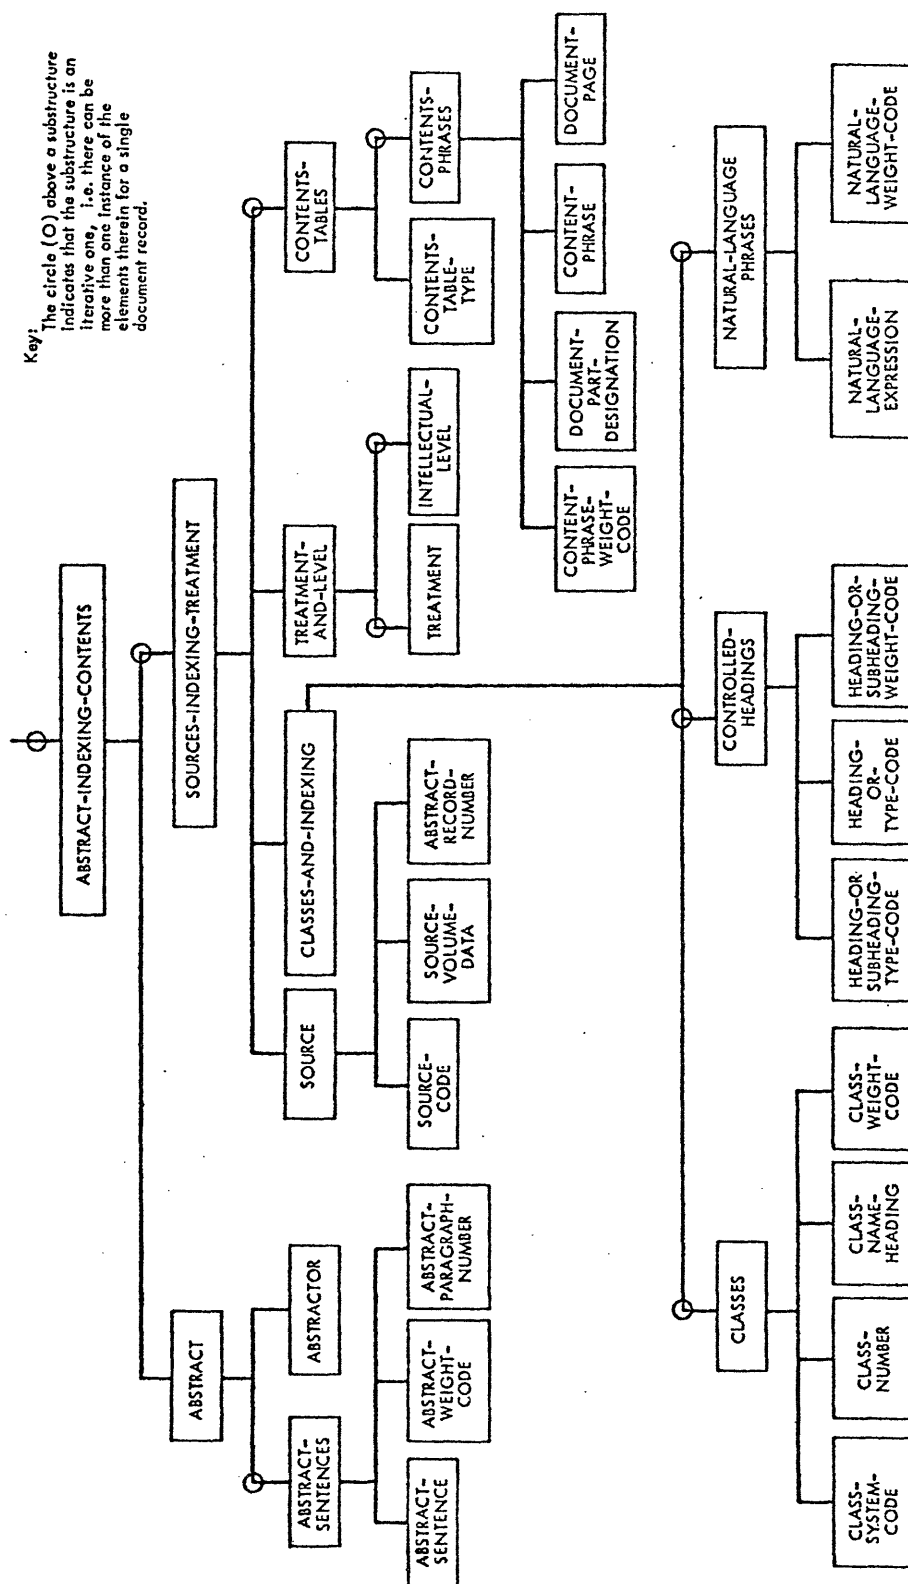 Key:
The circle (O) above a substructure
indicates that the substructure is an
iterative one, i.e. there can be
more than one instance of the
elements therein for a single
document record.
ABSTRACT-INDEXING-CONTENTS
ABSTRACT
SOURCES-INDEXING-TREATMENT
ABSTRACT-
SENTENCES
ABSTRACTOR
SOURCE
CLASSES-AND-INDEXING
TREATMENT-
AND-LEVEL
CONTENTS-
TABLES
ABSTRACT-
SENTENCE
ABSTRACT-
WEIGHT-
CODE
ABSTRACT-
PARAGRAPH-
NUMBER
SOURCE-
CODE
SOURCE-
VOLUME-
DATA
ABSTRACT-
RECORD-
NUMBER
TREATMENT
INTELLECTUAL-
LEVEL
CONTENTS-
TABLE-
TYPE
CONTENTS-
PHRASES
CONTENT-
PHRASE-
WEIGHT-
CODE
DOCUMENT-
PART-
DESIGNATION
CONTENT-
PHRASE
DOCUMENT-
PAGE
CLASSES
CONTROLLED-
HEADINGS
NATURAL-LANGUAGE
PHRASES
CLASS-
SYSTEM-
CODE
CLASS-
NUMBER
CLASS-
NAME-
HEADING
CLASS-
WEIGHT-
CODE
HEADING-OR
SUBHEADING-
TYPE-CODE
HEADING-
OR-
TYPE-CODE
HEADING-OR-
SUBHEADING-
WEIGHT-CODE
NATURAL-
LANGUAGE-
EXPRESSION
NATURAL-
LANGUAGE-
WEIGHT-CODE